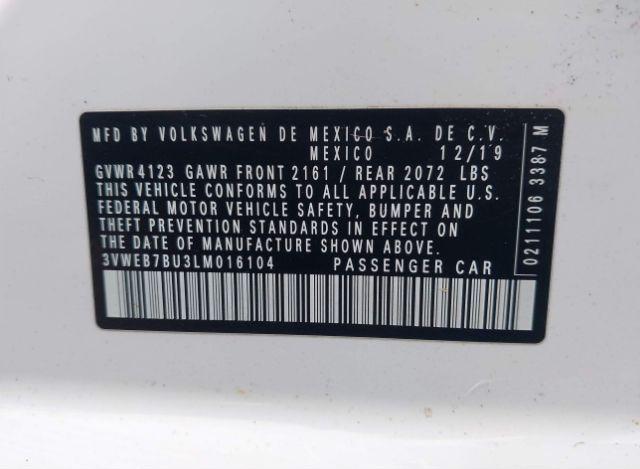 MFD BY VOLKSWAGEN DE MEXICO S.A. DE C.V.
MEXICO 12/19
GVWR 4123 GAWR FRONT 2161 / REAR 2072 LBS
THIS VEHICLE CONFORMS TO ALL APPLICABLE U.S.
FEDERAL MOTOR VEHICLE SAFETY, BUMPER AND
THEFT PREVENTION STANDARDS IN EFFECT ON
THE DATE OF MANUFACTURE SHOWN ABOVE.
3VWEB7BU3LM016104 PASSENGER CAR
02111106 3387 M